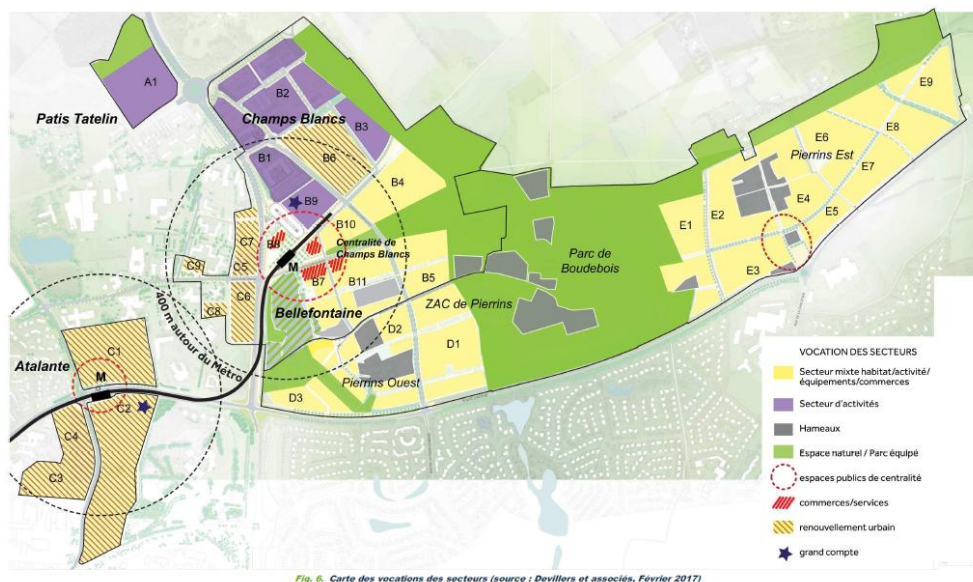 A1
Patis Tatelin
B2
Champs Blancs
B3
B1
B6
B4
B9
B10
B8
Centralité de
Champs Blancs
M
B7
B11
B5
C7
C9
C5
C6
C8
Bellefontaine
400 m autour du Métro
ZAC de Pierrins
D2
D1
Pierrins Ouest
D3
Atalante
C1
M
C2
C4
C3
Parc de
Boudebois
E9
E8
E6
Pierrins Est
E7
E4
E5
E1
E2
E3
VOCATION DES SECTEURS
Secteur mixte habitat/activité/
équipements/commerces
Secteur d'activités
Hameaux
Espace naturel / Parc équipé
espaces publics de centralité
commerces/services
renouvellement urbain
grand compte
Fig. 6. Carte des vocations des secteurs (source : Devillers et associés, Février 2017)